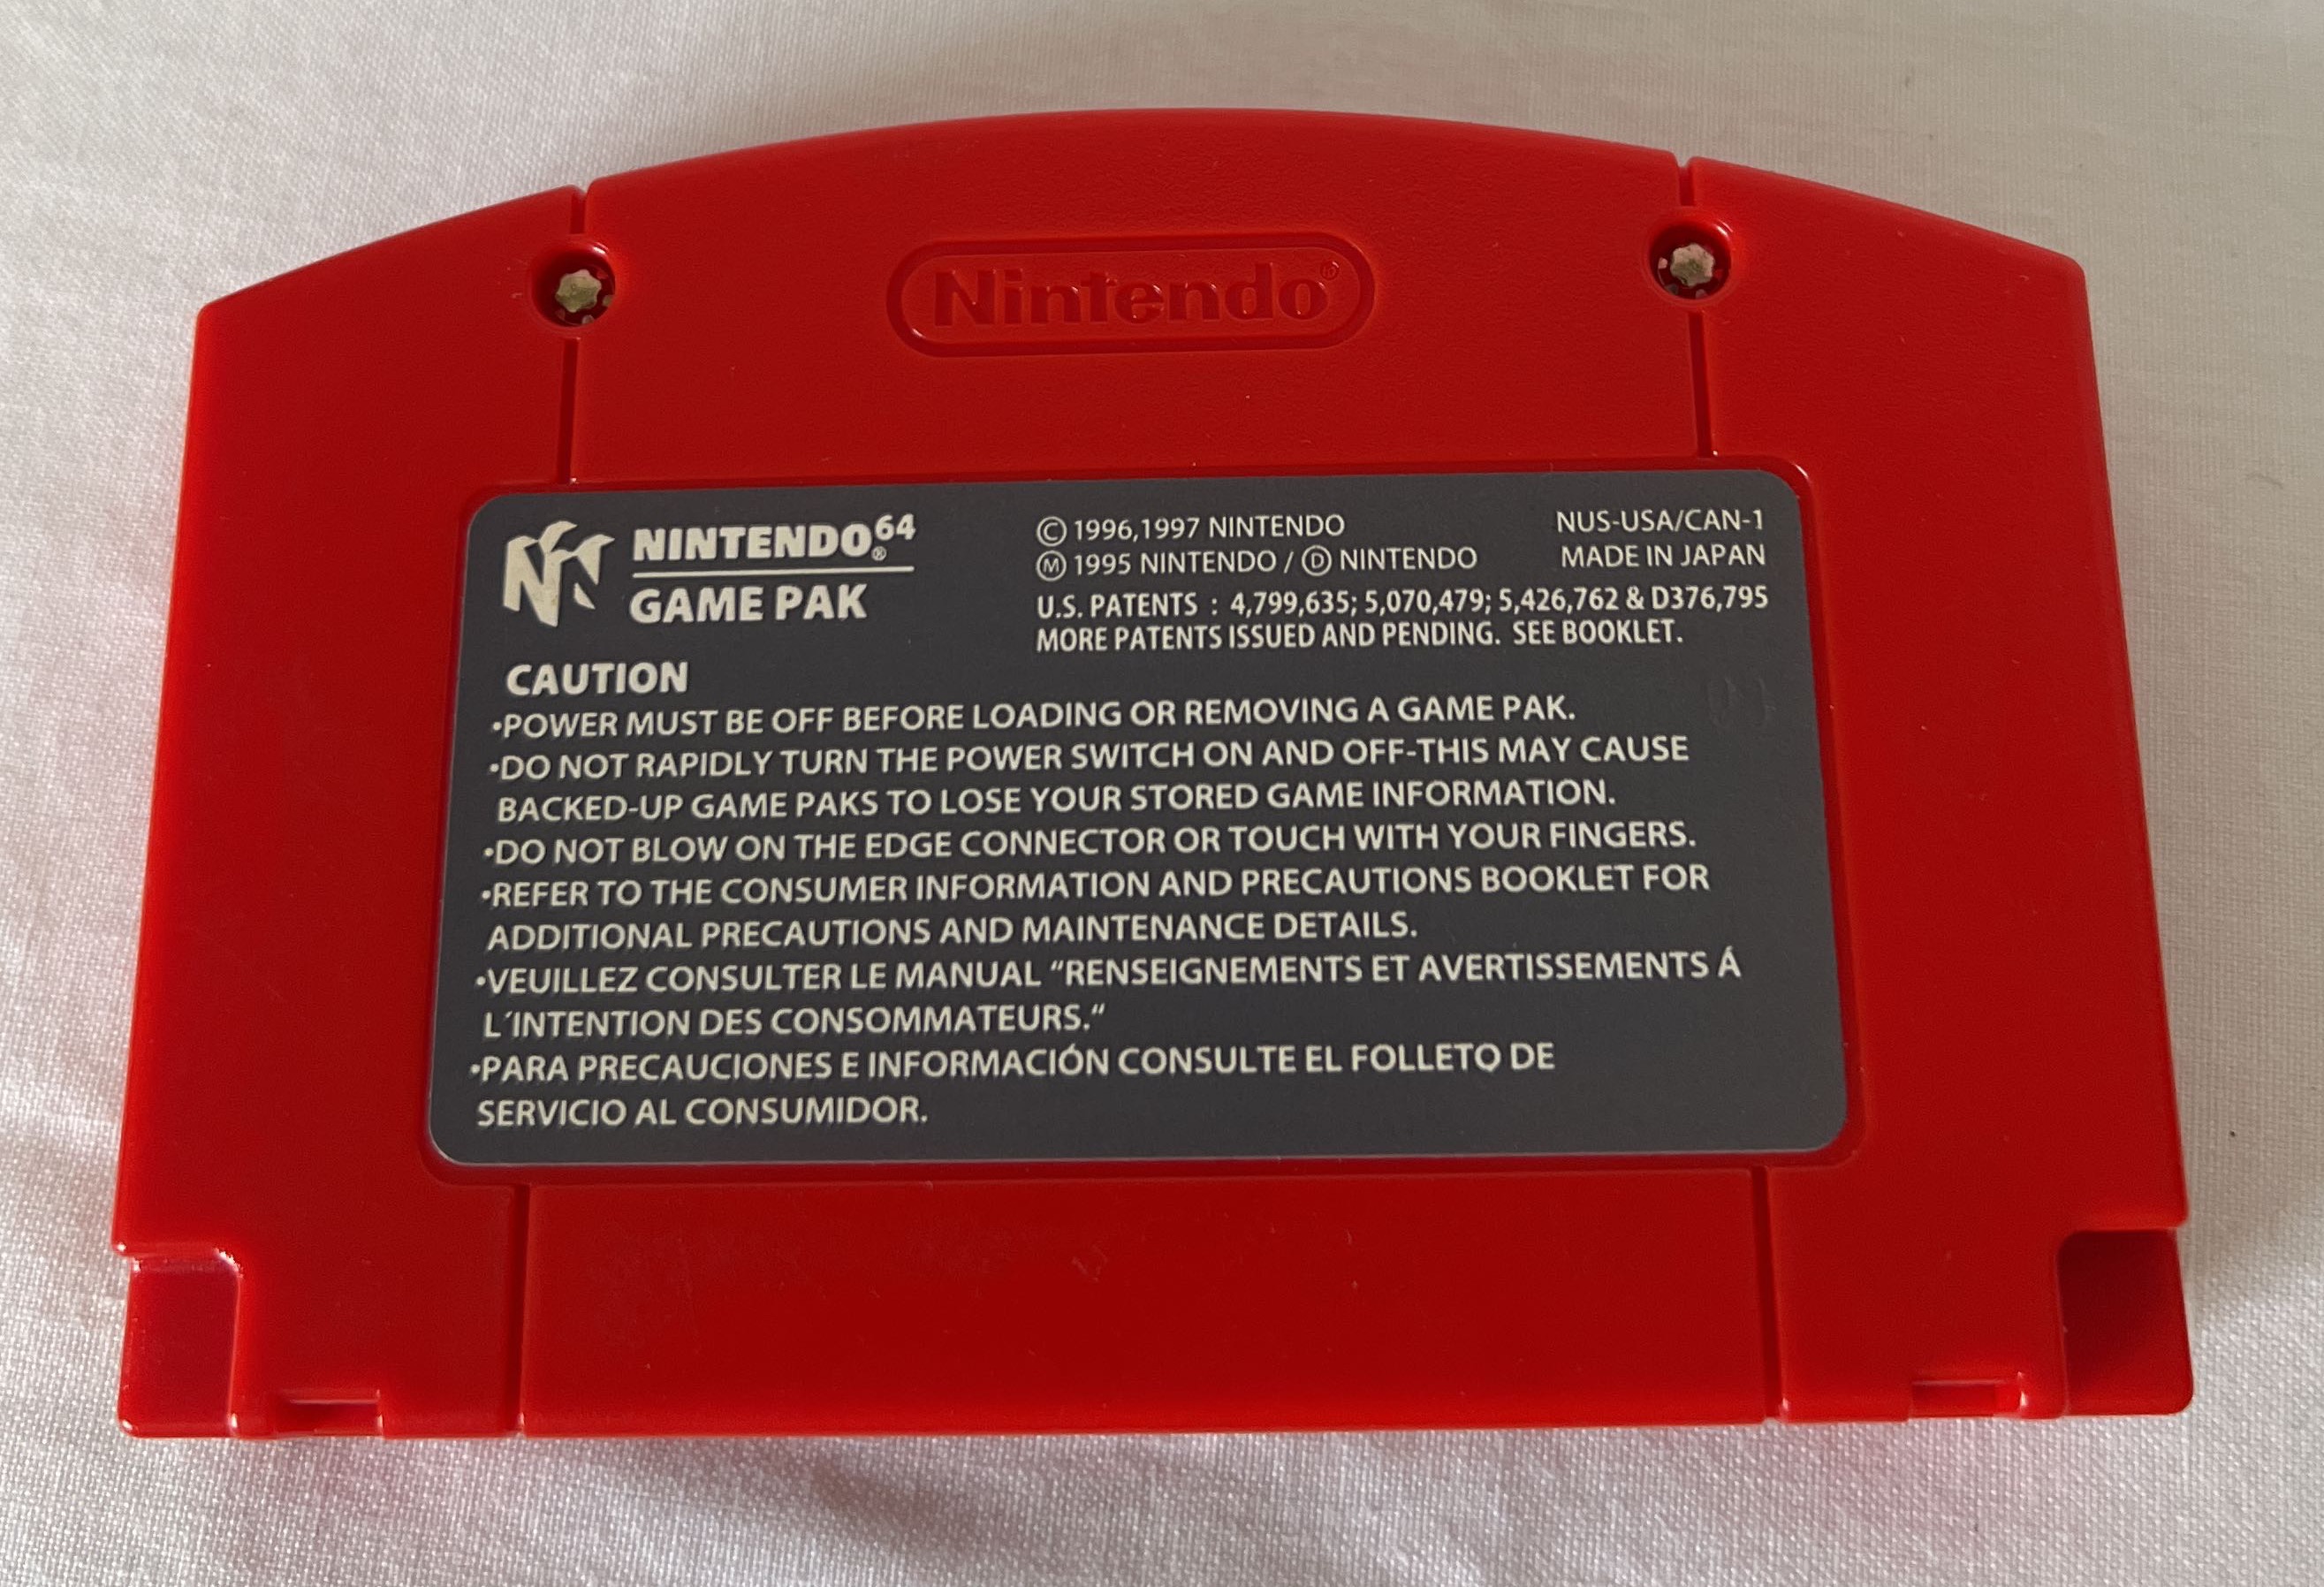 Nintendo®
NINTENDO64®
GAME PAK
Ⓒ 1996,1997 NINTENDO
Ⓜ 1995 NINTENDO / Ⓓ NINTENDO
NUS-USA/CAN-1
MADE IN JAPAN
U.S. PATENTS : 4,799,635; 5,070,479; 5,426,762 & D376,795
MORE PATENTS ISSUED AND PENDING. SEE BOOKLET.
CAUTION
•POWER MUST BE OFF BEFORE LOADING OR REMOVING A GAME PAK.
•DO NOT RAPIDLY TURN THE POWER SWITCH ON AND OFF-THIS MAY CAUSE
BACKED-UP GAME PAKS TO LOSE YOUR STORED GAME INFORMATION.
•DO NOT BLOW ON THE EDGE CONNECTOR OR TOUCH WITH YOUR FINGERS.
•REFER TO THE CONSUMER INFORMATION AND PRECAUTIONS BOOKLET FOR
ADDITIONAL PRECAUTIONS AND MAINTENANCE DETAILS.
•VEUILLEZ CONSULTER LE MANUAL “RENSEIGNEMENTS ET AVERTISSEMENTS Á
L´INTENTION DES CONSOMMATEURS.“
•PARA PRECAUCIONES E INFORMACIÓN CONSULTE EL FOLLETO DE
SERVICIO AL CONSUMIDOR.